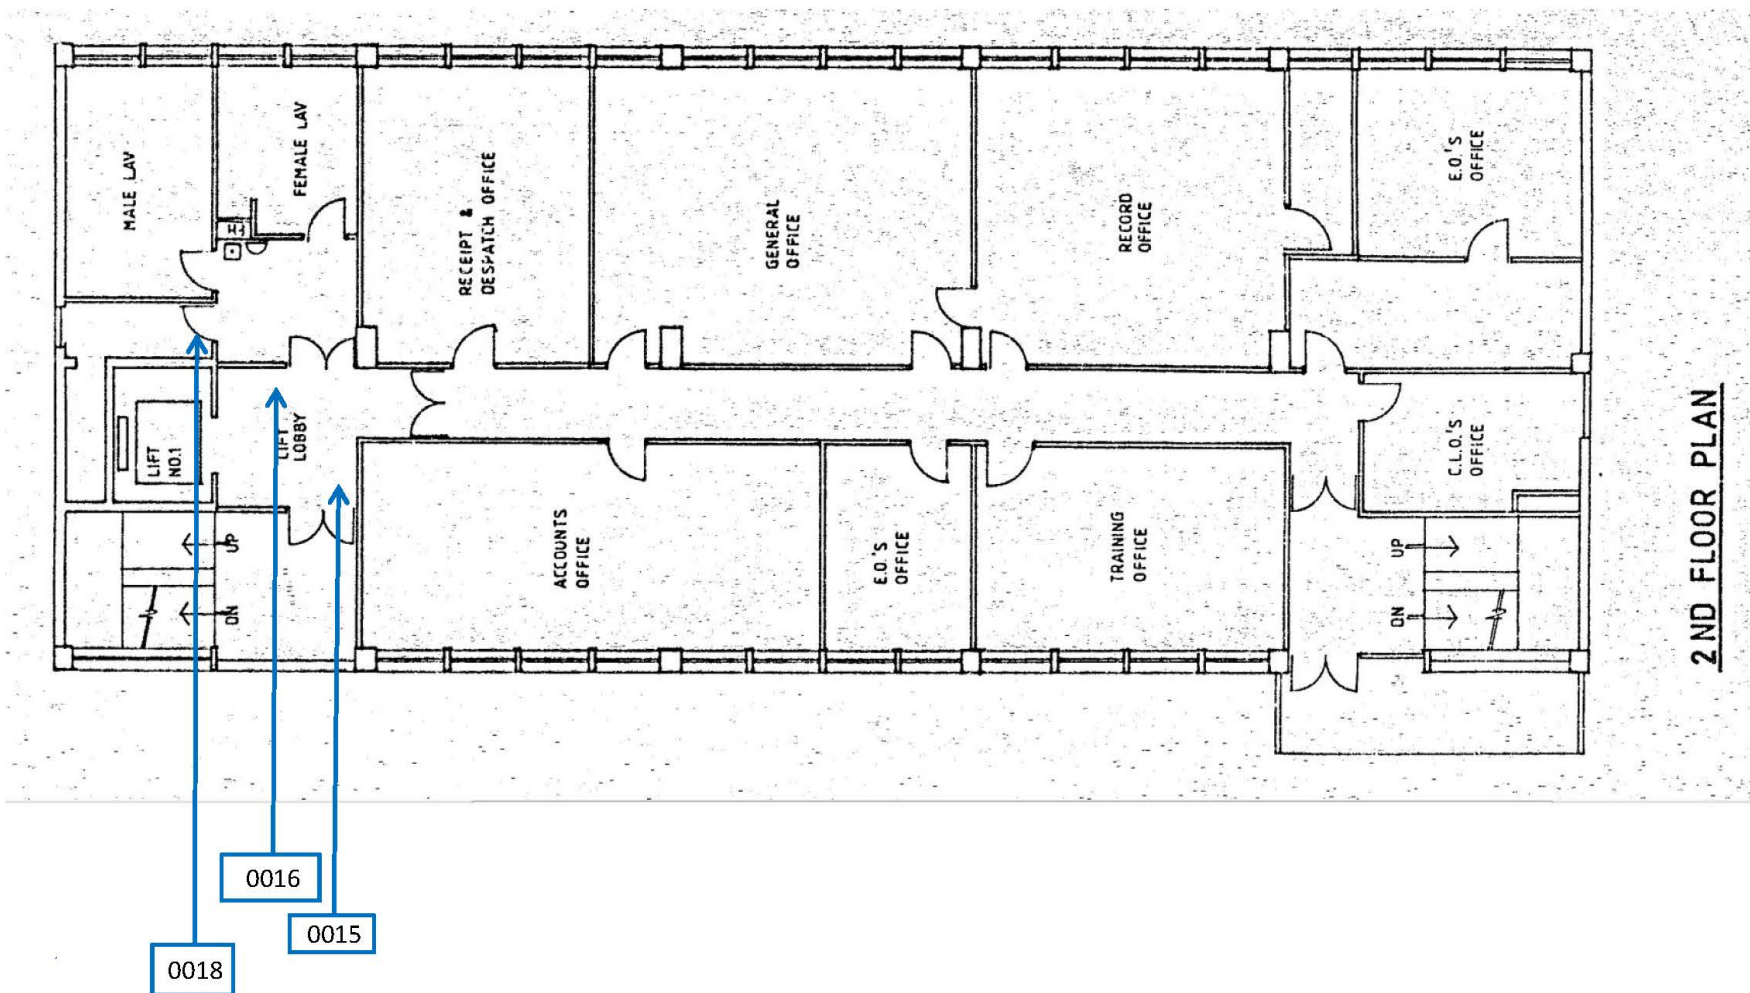 MALE LAV
FEMALE LAV
RECEIPT &
DESPATCH OFFICE
GENERAL
OFFICE
RECORD
OFFICE
E.O.'S
OFFICE
LIFT
NO.1
LIFT
LOBBY
C.L.O.'S
OFFICE
UP
DN
ACCOUNTS
OFFICE
E.O.'S
OFFICE
TRAINING
OFFICE
UP
DN
2ND FLOOR PLAN
0016
0015
0018